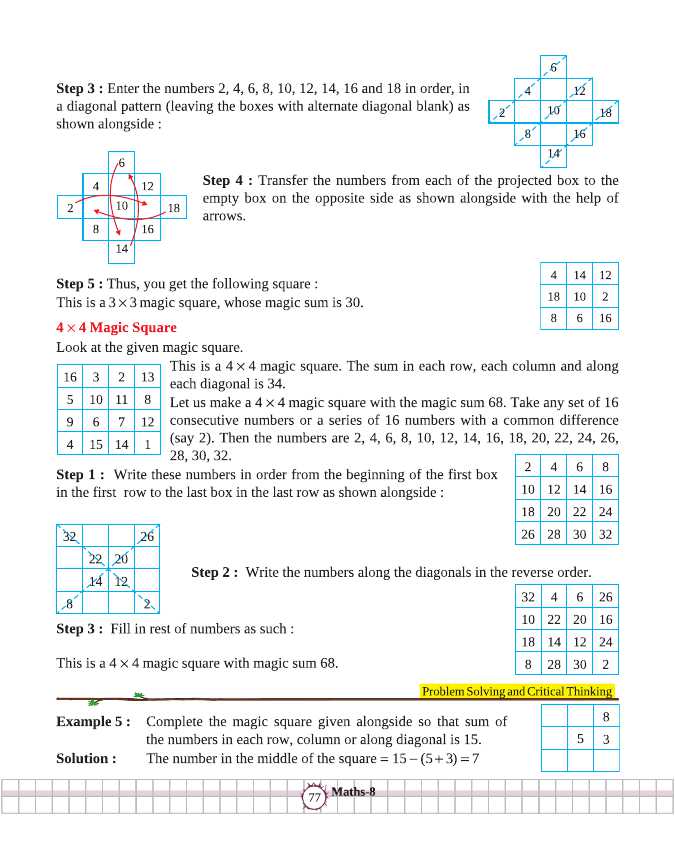 Step 3 : Enter the numbers 2, 4, 6, 8, 10, 12, 14, 16 and 18 in order, in
a diagonal pattern (leaving the boxes with alternate diagonal blank) as
shown alongside :
6
4 12
2 10 18
8 16
14
6
4 12
2 10 18
8 16
14
Step 4 : Transfer the numbers from each of the projected box to the
empty box on the opposite side as shown alongside with the help of
arrows.
Step 5 : Thus, you get the following square :
This is a 3 × 3 magic square, whose magic sum is 30.
4 14 12
18 10 2
8 6 16
4 × 4 Magic Square
Look at the given magic square.
16 3 2 13
5 10 11 8
9 6 7 12
4 15 14 1
This is a 4 × 4 magic square. The sum in each row, each column and along
each diagonal is 34.
Let us make a 4 × 4 magic square with the magic sum 68. Take any set of 16
consecutive numbers or a series of 16 numbers with a common difference
(say 2). Then the numbers are 2, 4, 6, 8, 10, 12, 14, 16, 18, 20, 22, 24, 26,
28, 30, 32.
Step 1 : Write these numbers in order from the beginning of the first box
in the first row to the last box in the last row as shown alongside :
2 4 6 8
10 12 14 16
18 20 22 24
26 28 30 32
32 26
22 20
14 12
8 2
Step 2 : Write the numbers along the diagonals in the reverse order.
Step 3 : Fill in rest of numbers as such :
32 4 6 26
10 22 20 16
18 14 12 24
8 28 30 2
This is a 4 × 4 magic square with magic sum 68.
Problem Solving and Critical Thinking
Example 5 : Complete the magic square given alongside so that sum of
the numbers in each row, column or along diagonal is 15.
8
5 3
Solution : The number in the middle of the square = 15 – (5 + 3) = 7
77 Maths-8